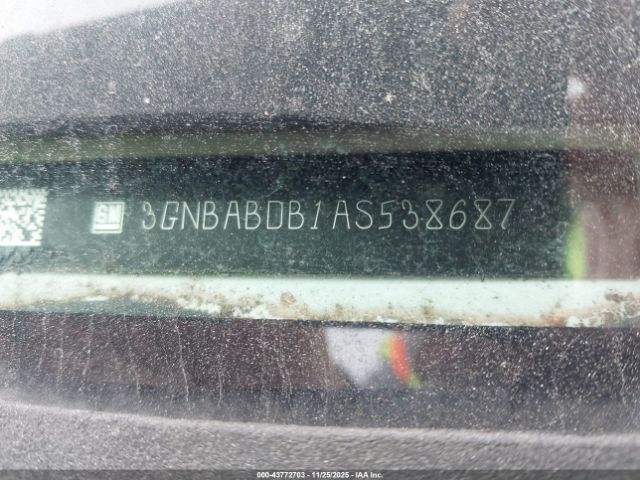 GM 3GNBABDB1AS538687
000-43772703 | 11/25/2025 - IAA Inc.